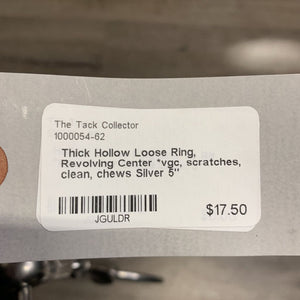 The Tack Collector
1000054-62
Thick Hollow Loose Ring,
Revolving Center *vgc, scratches,
clean, chews Silver 5"
JGULDR
$17.50